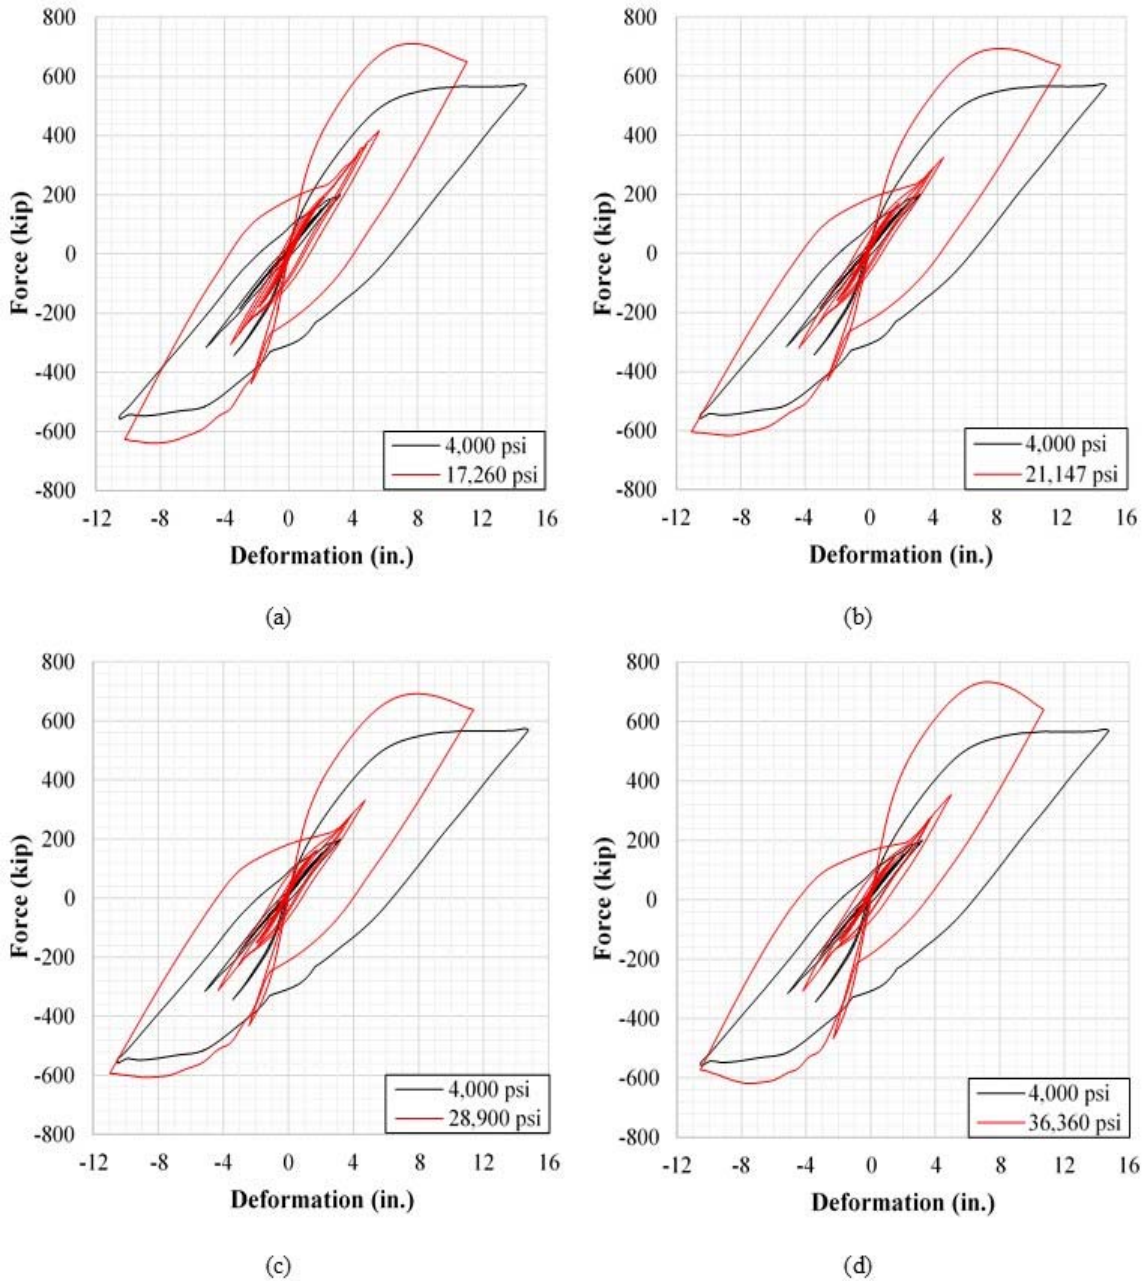 800
600
400
200
0
-200
-400
-600
-800
Force (kip)
4,000 psi
17,260 psi
-12 -8 -4 0 4 8 12 16
Deformation (in.)
(a)
800
600
400
200
0
-200
-400
-600
-800
Force (kip)
4,000 psi
21,147 psi
-12 -8 -4 0 4 8 12 16
Deformation (in.)
(b)
800
600
400
200
0
-200
-400
-600
-800
Force (kip)
4,000 psi
28,900 psi
-12 -8 -4 0 4 8 12 16
Deformation (in.)
(c)
800
600
400
200
0
-200
-400
-600
-800
Force (kip)
4,000 psi
36,360 psi
-12 -8 -4 0 4 8 12 16
Deformation (in.)
(d)